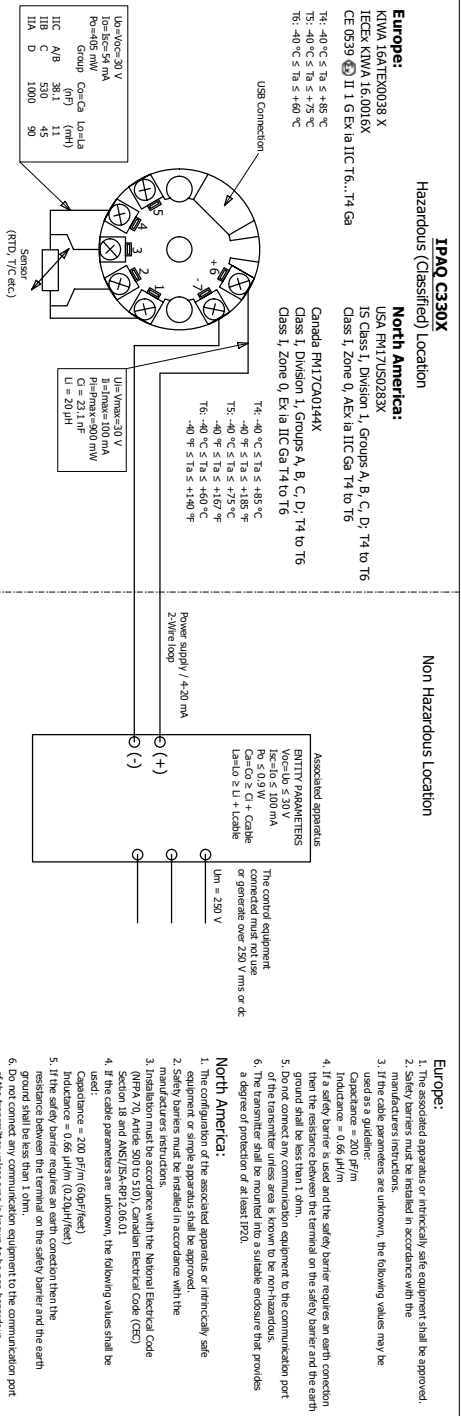 IPAQ C330X
Hazardous (Classified) Location
Non Hazardous Location
Europe:
KIWA 16ATEX0038 X
IECEx KIWA 16.0016X
CE 0539 II 1 G Ex ia IIC T6...T4 Ga
T4: -40 °C ≤ Ta ≤ +85 °C
T5: -40 °C ≤ Ta ≤ +75 °C
T6: -40 °C ≤ Ta ≤ +60 °C
North America:
USA FM17US0283X
IS Class I, Division 1, Groups A, B, C, D; T4 to T6
Class I, Zone 0, AEx ia IIC Ga T4 to T6
Canada FM17CA0144X
Class I, Division 1, Groups A, B, C, D; T4 to T6
Class I, Zone 0, Ex ia IIC Ga T4 to T6
T4: -40 °C ≤ Ta ≤ +85 °C
-40 °F ≤ Ta ≤ +185 °F
T5: -40 °C ≤ Ta ≤ +75 °C
-40 °F ≤ Ta ≤ +167 °F
T6: -40 °C ≤ Ta ≤ +60 °C
-40 °F ≤ Ta ≤ +140 °F
USB Connection
+6
-7
5
4
3
2
1
Uo=Voc=30 V
Io=Isc=54 mA
Po=405 mW
Group Co=Ca Lo=La
(nF) (mH)
IIC A/B 38.1 11
IIB C 530 45
IIA D 1000 90
Sensor
(RTD, T/C etc.)
Ui=Vmax=30 V
Ii=Imax=100 mA
Pi=Pmax=900 mW
Ci = 23.1 nF
Li = 20 µH
Power supply / 4-20 mA
2-Wire loop
(+)
(-)
Associated apparatus
ENTITY PARAMETERS
Voc=Uo ≤ 30 V
Isc=Io ≤ 100 mA
Po ≤ 0.9 W
Ca=Co ≥ Ci + Ccable
La=Lo ≥ Li + Lcable
The control equipment
connected must not use
or generate over 250 V rms or dc
Um = 250 V
Europe:
1. The associated apparatus or intrincically safe equipment shall be approved.
2. Safety barriers must be installed in accordance with the
manufacturers instructions.
3. If the cable parameters are unknown, the following values may be
used as a guideline:
Capacitance = 200 pF/m
Inductance = 0.66 µH/m
4. If a safety barrier is used and the safety barrier requires an earth conection
then the resistance between the terminal on the safety barrier and the earth
ground shall be less than 1 ohm.
5. Do not connect any communication equipment to the communication port
of the transmitter unless area is known to be non-hazardous.
6. The transmitter shall be mounted into a suitable enclosure that provides
a degree of protection of at least IP20.
North America:
1. The configuration of the associated apparatus or intrincically safe
equipment or simple apparatus shall be approved.
2. Safety barriers must be installed in accordance with the
manufacturers instructions.
3. Installation must be accordance with the National Electrical Code
(NFPA 70, Article 500 to 510), Canadian Electrical Code (CEC)
Section 18 and ANSI/ISA-RP12.06.01
4. If the cable parameters are unknown, the following values shall be
used:
Capacitance = 200 pF/m (60pF/feet)
Inductance = 0.66 µH/m (0.20µH/feet)
5. If the safety barrier requires an earth conection then the
resistance between the terminal on the safety barrier and the earth
ground shall be less than 1 ohm.
6. Do not connect any communication equipment to the communication port